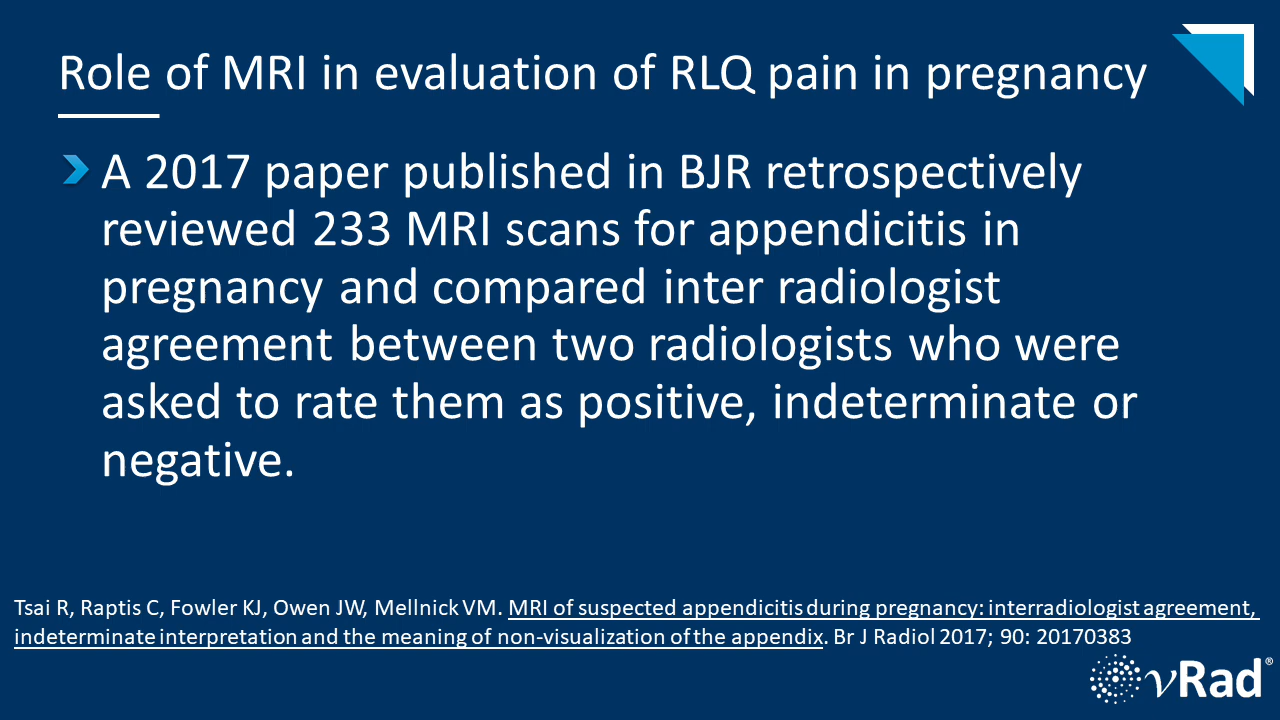 Role of MRI in evaluation of RLQ pain in pregnancy
A 2017 paper published in BJR retrospectively
reviewed 233 MRI scans for appendicitis in
pregnancy and compared inter radiologist
agreement between two radiologists who were
asked to rate them as positive, indeterminate or
negative.
Tsai R, Raptis C, Fowler KJ, Owen JW, Mellnick VM. MRI of suspected appendicitis during pregnancy: interradiologist agreement,
indeterminate interpretation and the meaning of non-visualization of the appendix. Br J Radiol 2017; 90: 20170383
vRad®